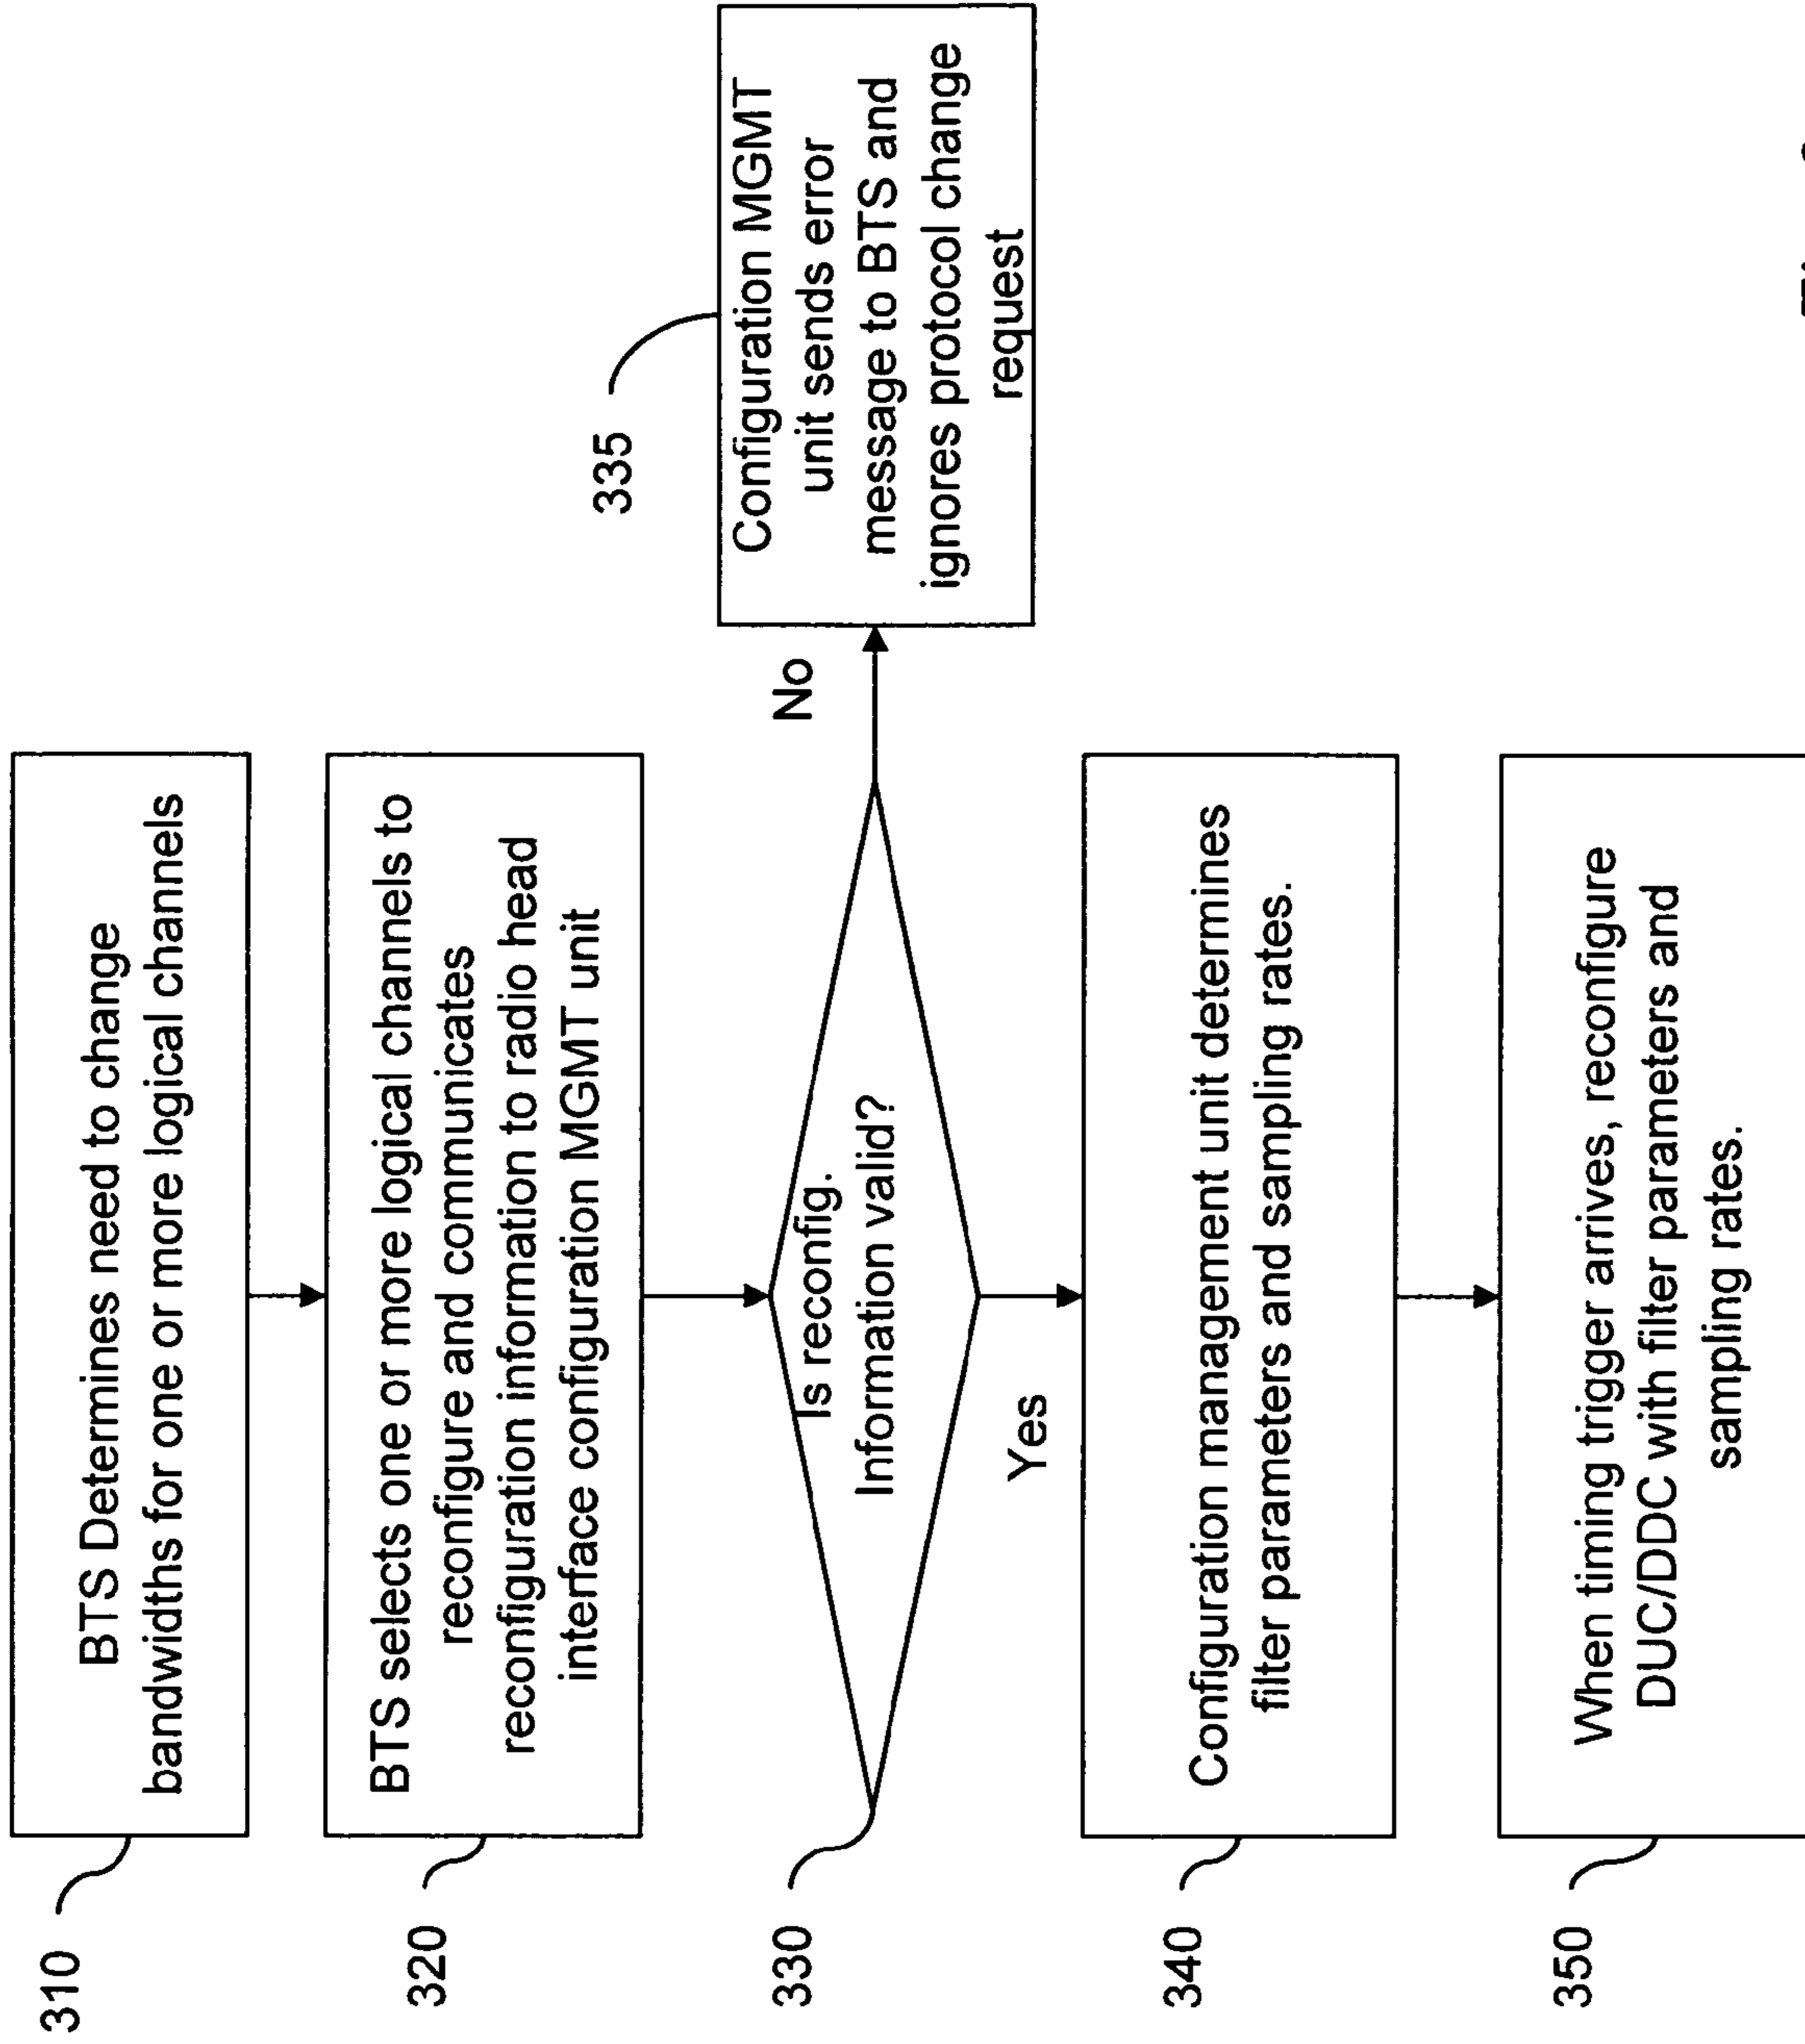 310
BTS Determines need to change
bandwidths for one or more logical channels
320
BTS selects one or more logical channels to
reconfigure and communicates
reconfiguration information to radio head
interface configuration MGMT unit
330
Is reconfig.
Information valid?
No
335
Configuration MGMT
unit sends error
message to BTS and
ignores protocol change
request
Yes
340
Configuration management unit determines
filter parameters and sampling rates.
350
When timing trigger arrives, reconfigure
DUC/DDC with filter parameters and
sampling rates.